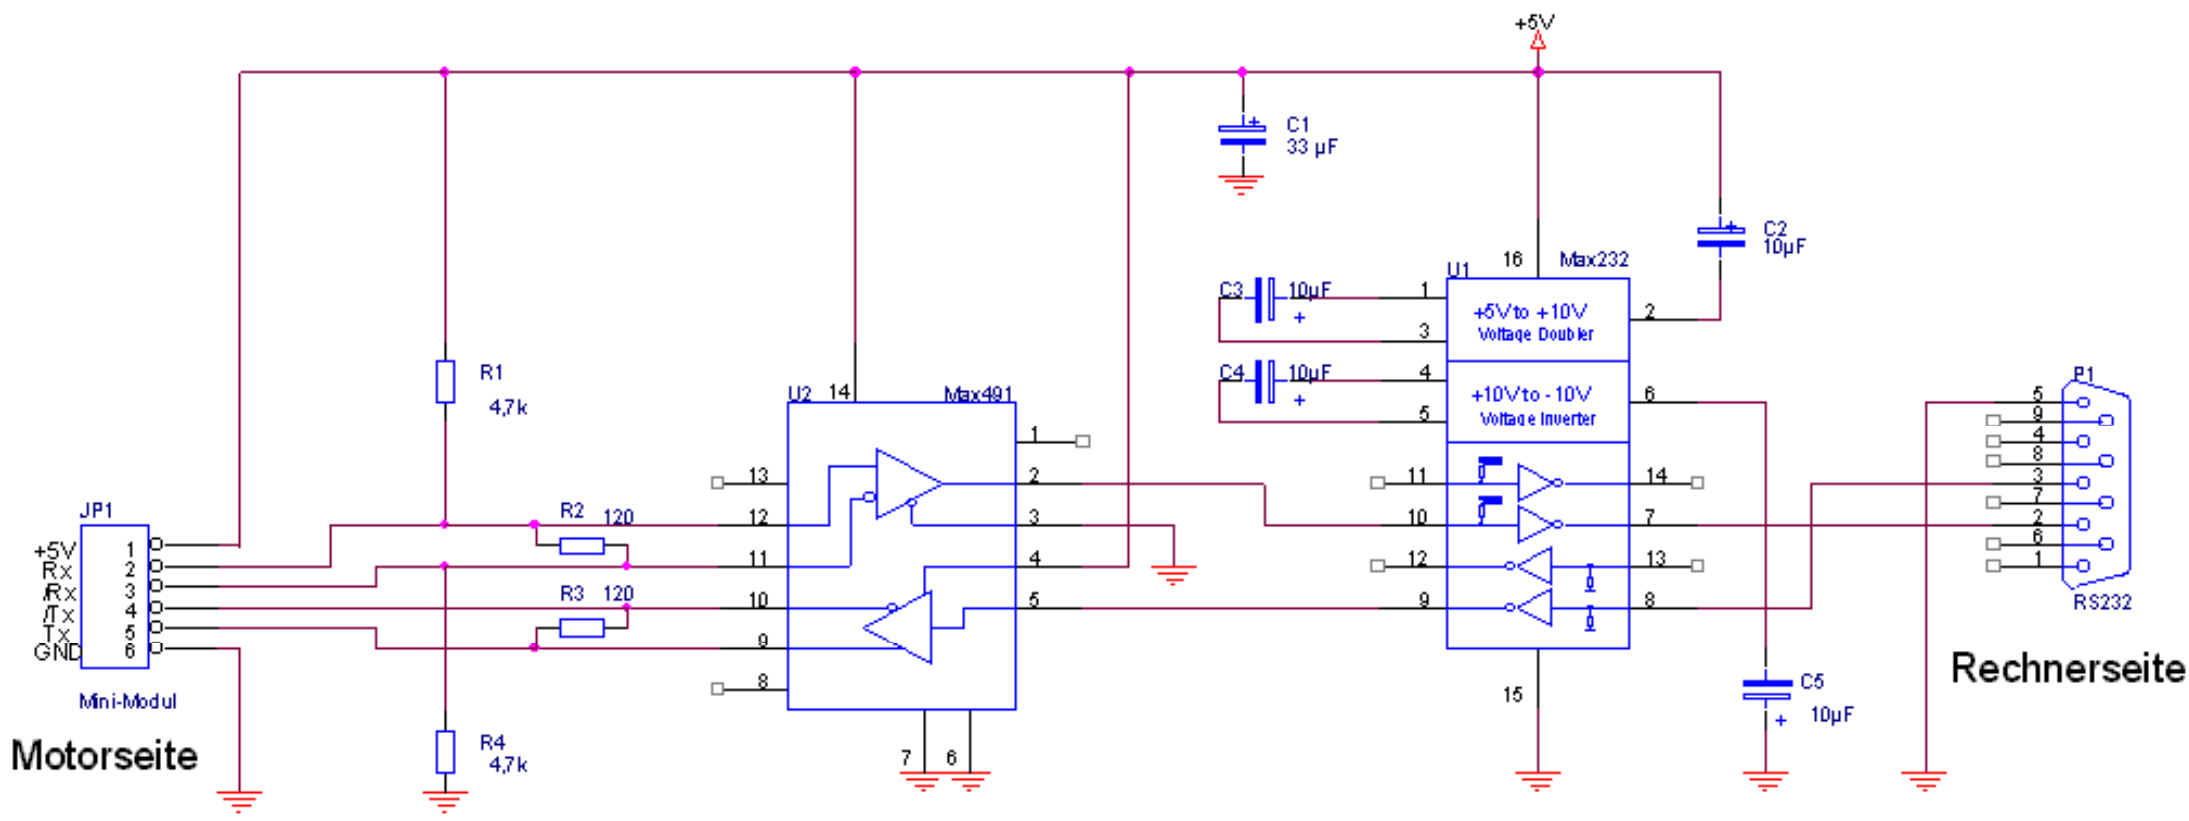 +5V
C1
33 µF
C2
10µF
16
Max232
U1
C3
10µF
+
1
3
+5V to +10V
Voltage Doubler
2
C4
10µF
+
4
5
+10V to -10V
Voltage Inverter
6
R1
4,7k
U2
14
Max491
1
13
2
12
3
11
4
10
5
9
8
7
6
11
14
10
7
12
13
9
8
15
P1
5
9
4
8
3
7
2
6
1
RS232
JP1
+5V
Rx
/Rx
/Tx
Tx
GND
1
2
3
4
5
6
Mini-Modul
R2
120
R3
120
R4
4,7k
C5
10µF
+
Motorseite
Rechnerseite